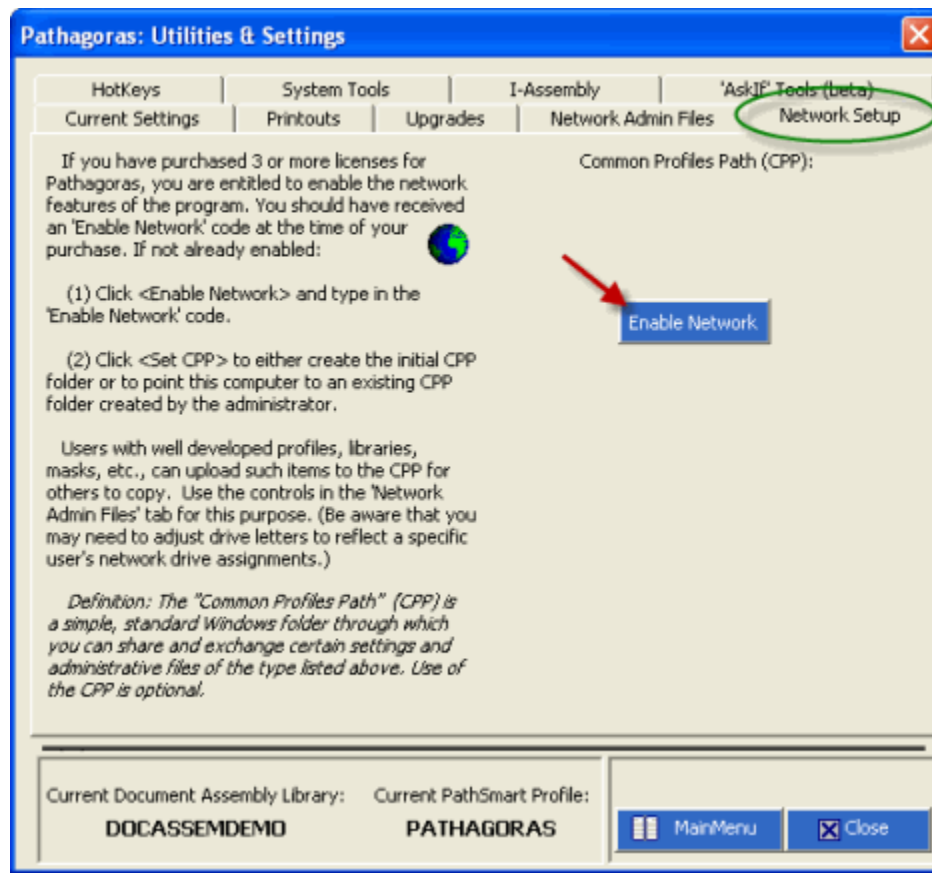 Pathagoras: Utilities & Settings
HotKeys
System Tools
I-Assembly
'AskIf' Tools (beta)
Current Settings
Printouts
Upgrades
Network Admin Files
Network Setup
If you have purchased 3 or more licenses for
Pathagoras, you are entitled to enable the network
features of the program. You should have received
an 'Enable Network' code at the time of your
purchase. If not already enabled:
(1) Click <Enable Network> and type in the
'Enable Network' code.
(2) Click <Set CPP> to either create the initial CPP
folder or to point this computer to an existing CPP
folder created by the administrator.
Users with well developed profiles, libraries,
masks, etc., can upload such items to the CPP for
others to copy. Use the controls in the 'Network
Admin Files' tab for this purpose. (Be aware that you
may need to adjust drive letters to reflect a specific
user's network drive assignments.)
Definition: The "Common Profiles Path" (CPP) is
a simple, standard Windows folder through which
you can share and exchange certain settings and
administrative files of the type listed above. Use of
the CPP is optional.
Common Profiles Path (CPP):
Enable Network
Current Document Assembly Library:
DOCASSEMDEMO
Current PathSmart Profile:
PATHAGORAS
MainMenu
Close